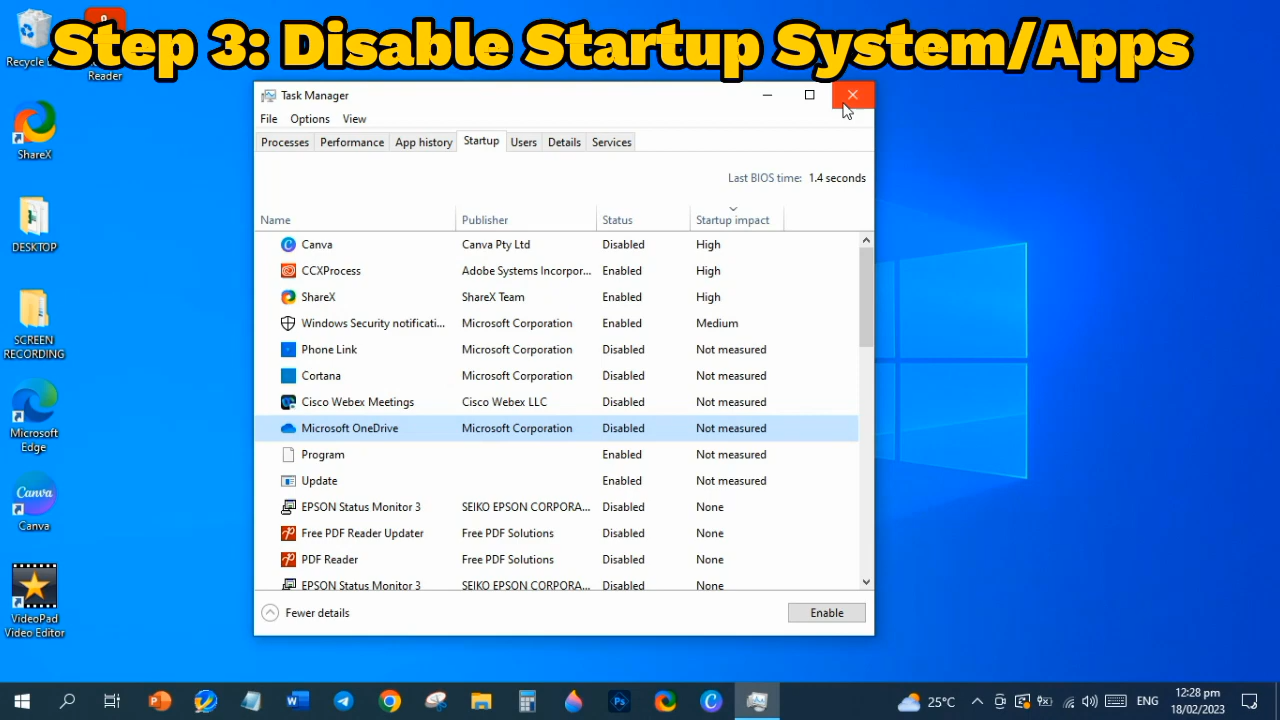 Step 3: Disable Startup System/Apps
Reader
ShareX
DESKTOP
SCREEN
RECORDING
Microsoft
Edge
Canva
Canva
VideoPad
Video Editor
Task Manager
File Options View
Processes Performance App history Startup Users Details Services
Last BIOS time: 1.4 seconds
Name Publisher Status Startup impact
Canva Canva Pty Ltd Disabled High
CCXProcess Adobe Systems Incorpor... Enabled High
ShareX ShareX Team Enabled High
Windows Security notificati... Microsoft Corporation Enabled Medium
Phone Link Microsoft Corporation Disabled Not measured
Cortana Microsoft Corporation Disabled Not measured
Cisco Webex Meetings Cisco Webex LLC Disabled Not measured
Microsoft OneDrive Microsoft Corporation Disabled Not measured
Program Enabled Not measured
Update Enabled Not measured
EPSON Status Monitor 3 SEIKO EPSON CORPORA... Disabled None
Free PDF Reader Updater Free PDF Solutions Disabled None
PDF Reader Free PDF Solutions Disabled None
EPSON Status Monitor 3 SEIKO EPSON CORPORA... Disabled None
Fewer details Enable
25°C ENG 12:28 pm
18/02/2023